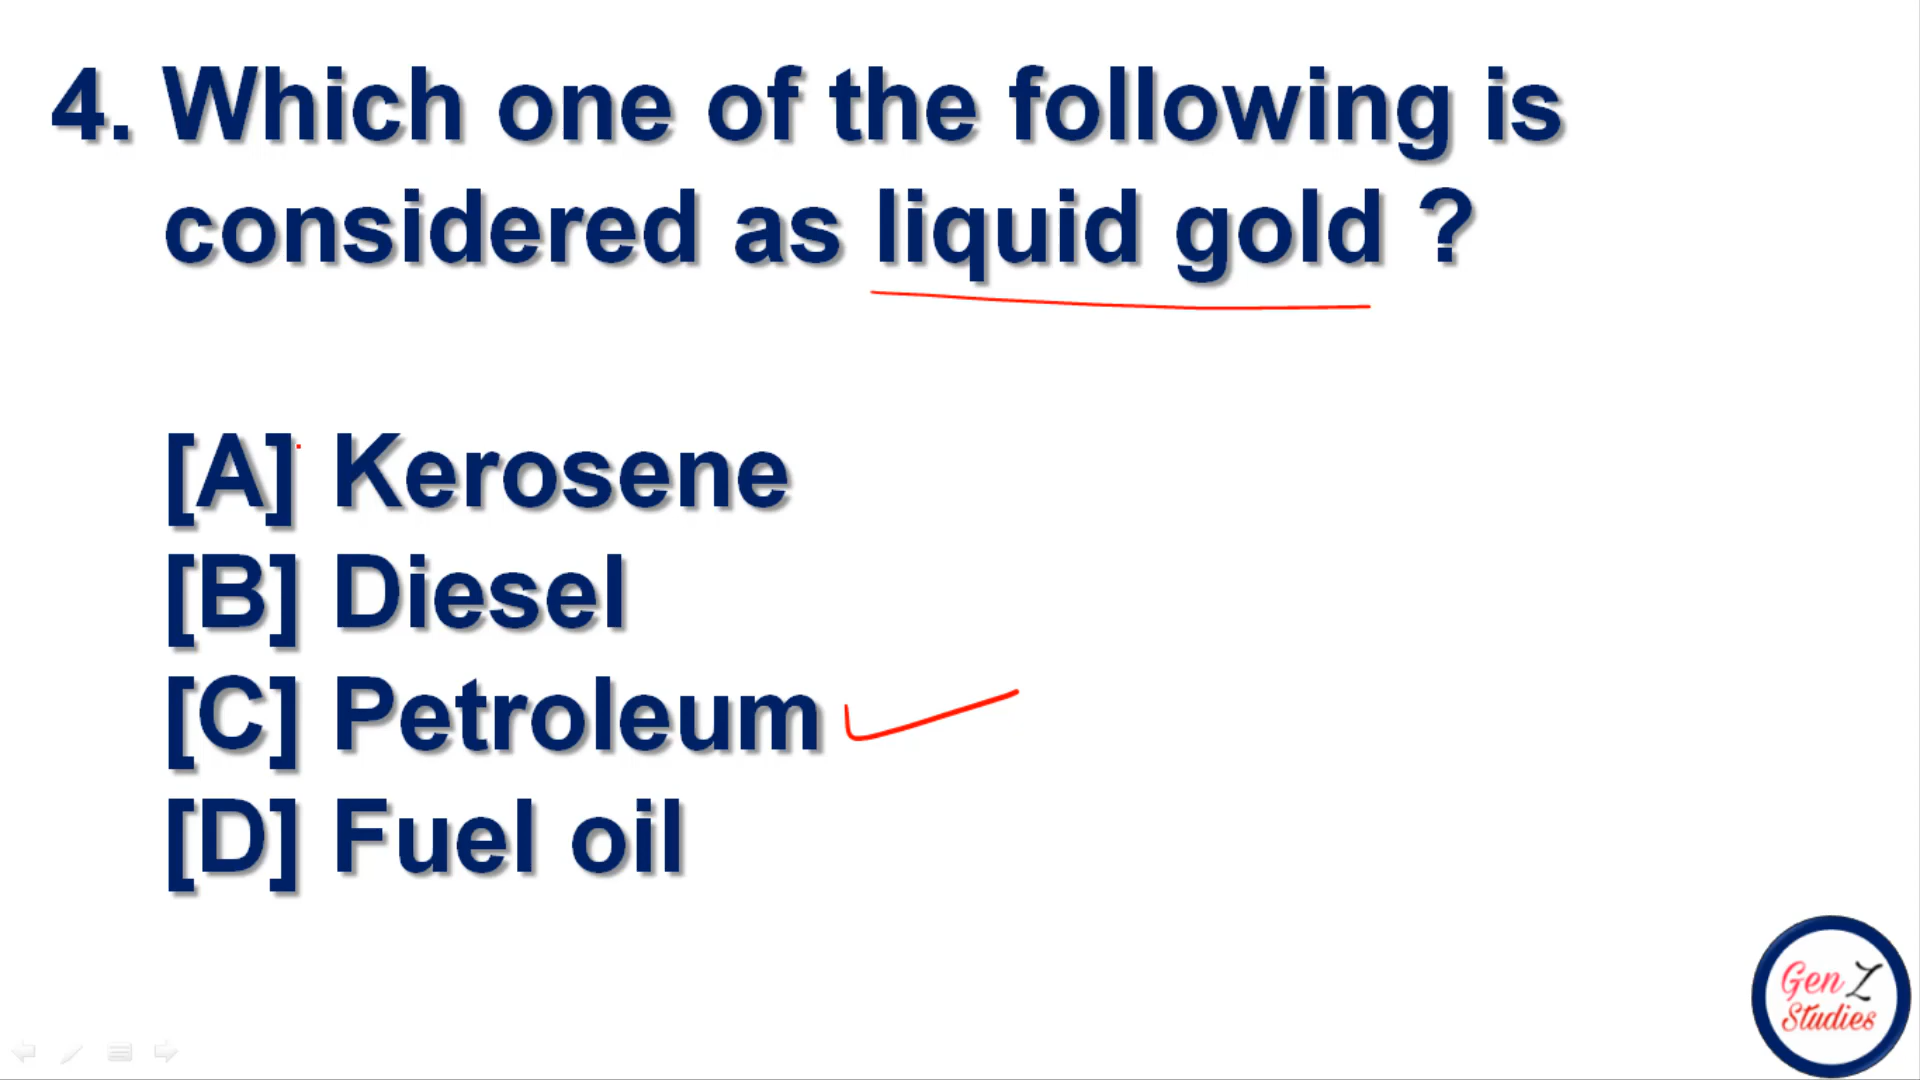 4. Which one of the following is
considered as liquid gold ?
[A] Kerosene
[B] Diesel
[C] Petroleum
[D] Fuel oil
Gen Z
Studies